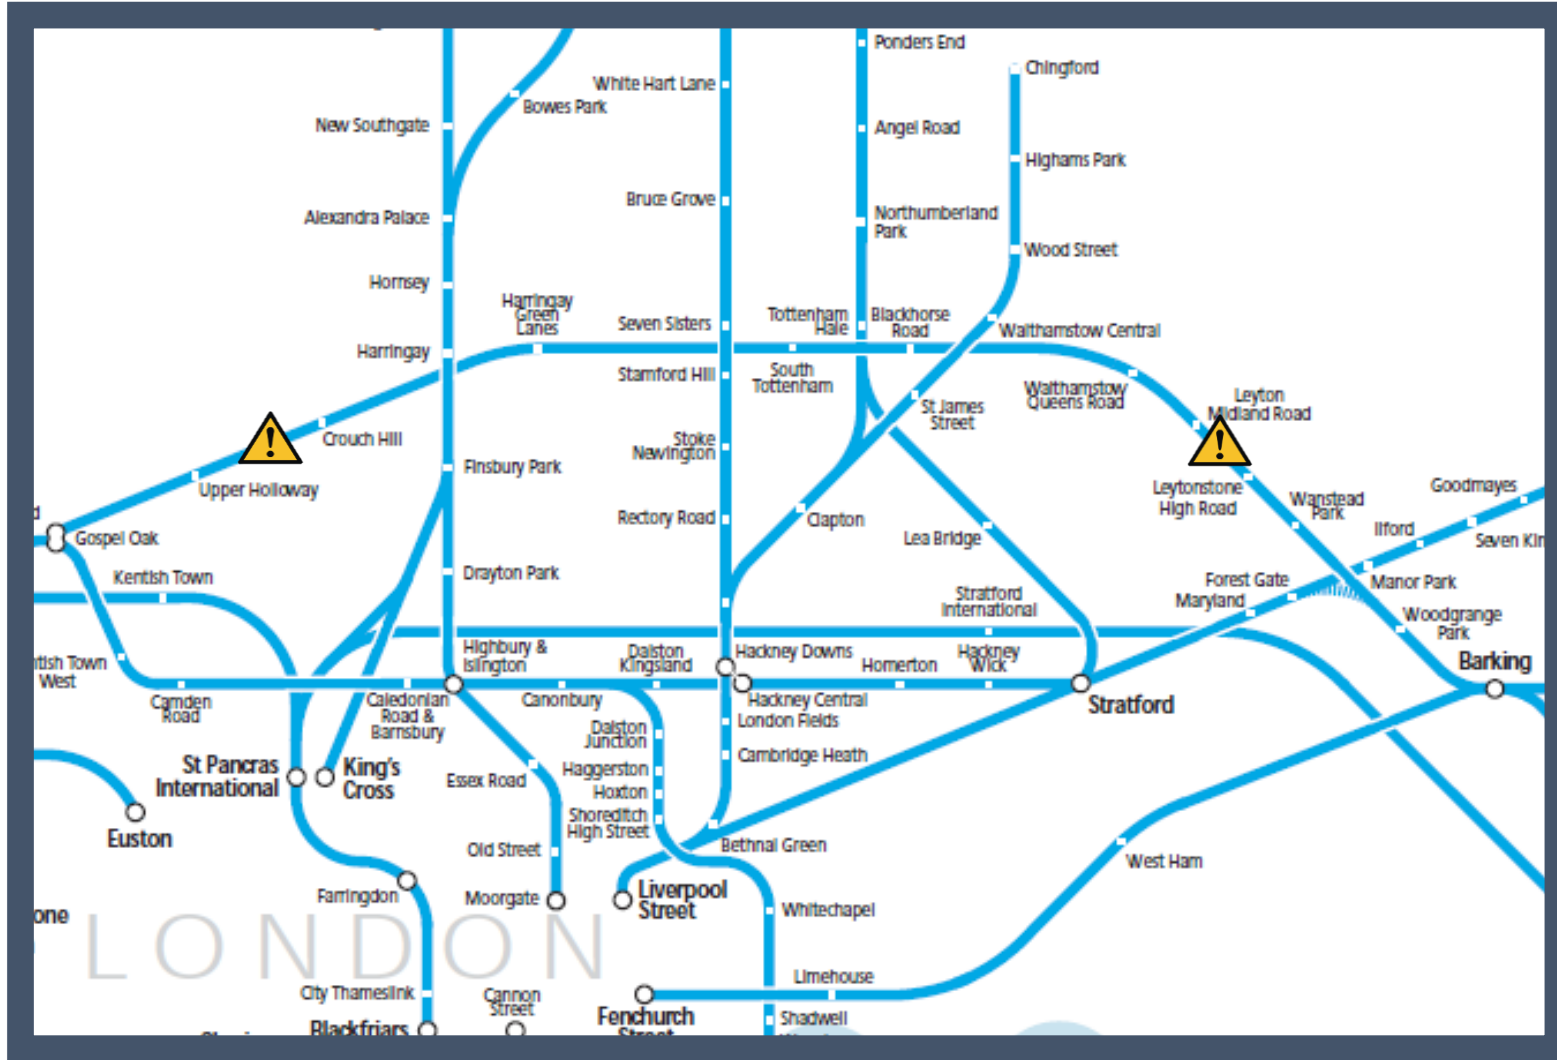 Ponders End
Chingford
White Hart Lane
Bowes Park
New Southgate
Angel Road
Highams Park
Bruce Grove
Alexandra Palace
Northumberland
Park
Wood Street
Hornsey
Harringay
Green
Lanes
Seven Sisters
Tottenham
Hale
Blackhorse
Road
Walthamstow Central
Harringay
Stamford Hill
South
Tottenham
Walthamstow
Queens Road
Leyton
Midland Road
St James
Street
Crouch Hill
Stoke
Newington
Finsbury Park
Upper Holloway
Leytonstone
High Road
Wanstead
Park
Goodmayes
Rectory Road
Clapton
Lea Bridge
Ilford
Seven Kin
d
Gospel Oak
Kentish Town
Drayton Park
Stratford
International
Forest Gate
Maryland
Manor Park
Woodgrange
Park
ntish Town
West
Highbury &
Islington
Dalston
Kingsland
Hackney Downs
Homerton
Hackney
Wick
Barking
Camden
Road
Caledonian
Road &
Barnsbury
Canonbury
Hackney Central
Stratford
Dalston
Junction
London Fields
Cambridge Heath
St Pancras
International
King's
Cross
Essex Road
Haggerston
Hoxton
Shoreditch
High Street
Euston
Old Street
Bethnal Green
West Ham
Farringdon
Moorgate
Liverpool
Street
Whitechapel
one
LONDON
Limehouse
City Thameslink
Cannon
Street
Fenchurch
Street
Shadwell
Blackfriars